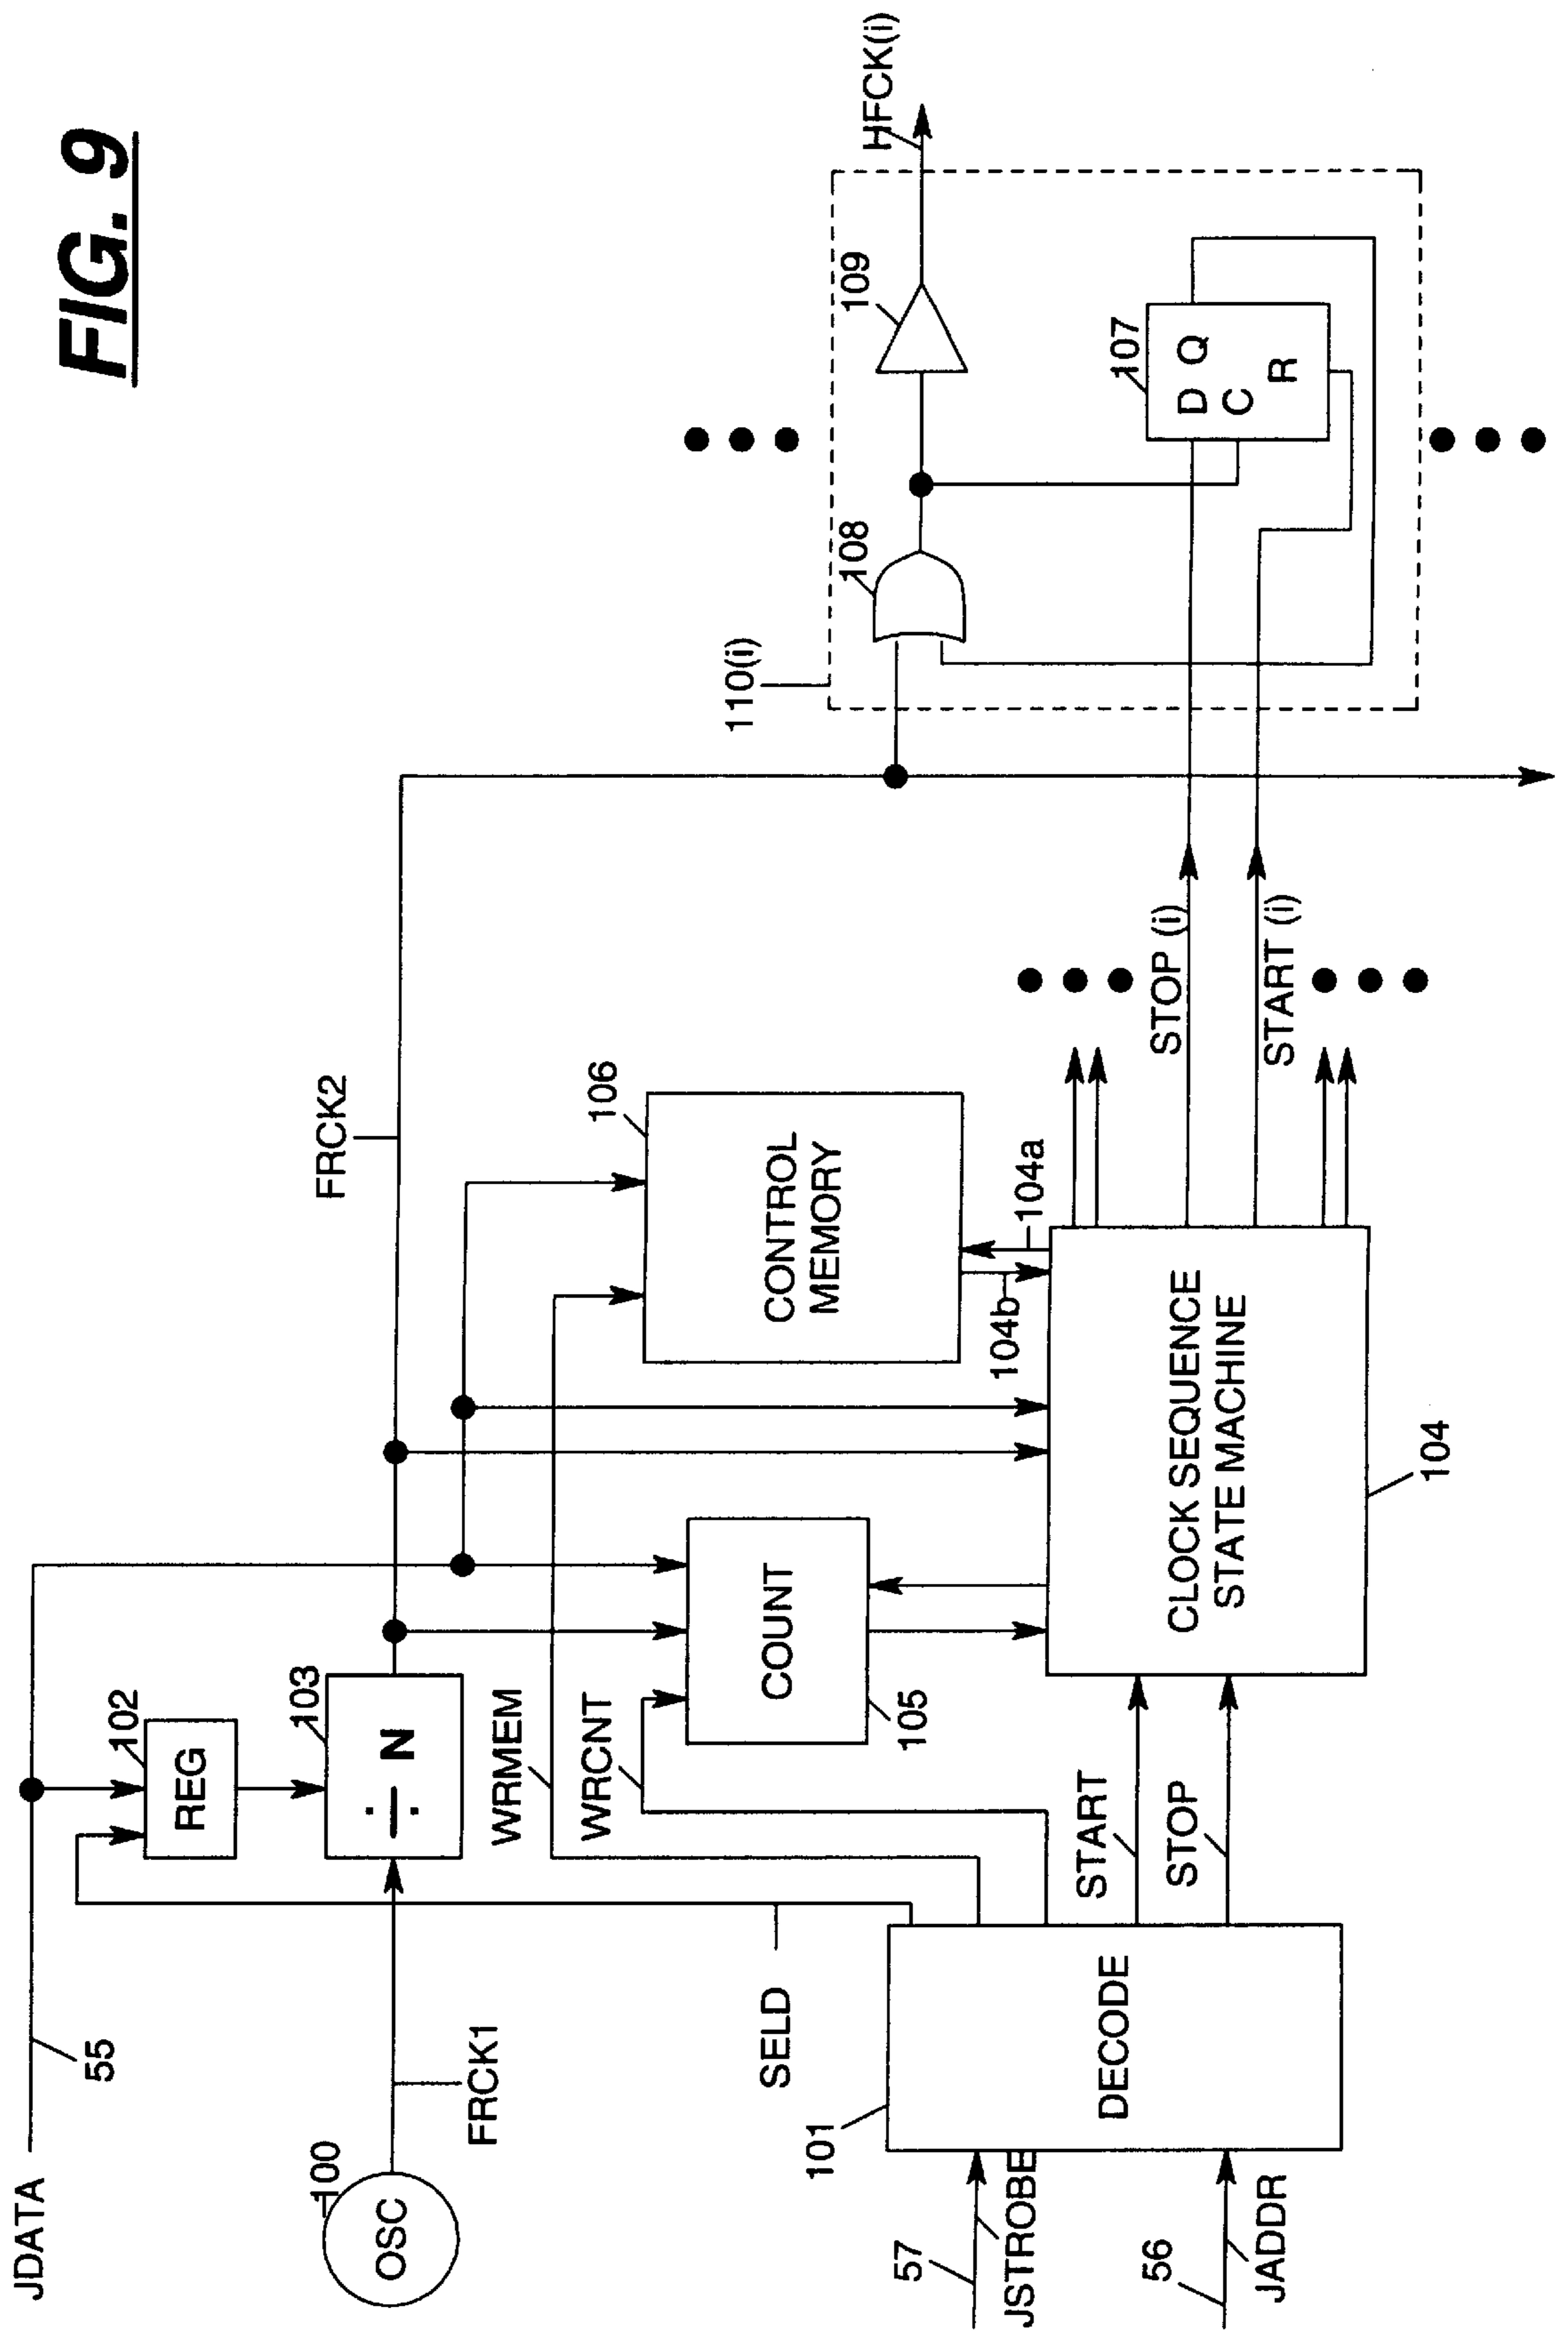 FIG. 9
JDATA
55
102
REG
100
OSC
FRCK1
103
÷ N
FRCK2
SELD
WRMEM
WRCNT
106
CONTROL
MEMORY
COUNT
105
104a
104b
101
DECODE
57
JSTROBE
56
JADDR
START
STOP
CLOCK SEQUENCE
STATE MACHINE
104
STOP (i)
START (i)
110(i)
108
109
HFCK(i)
107
D Q
C
R